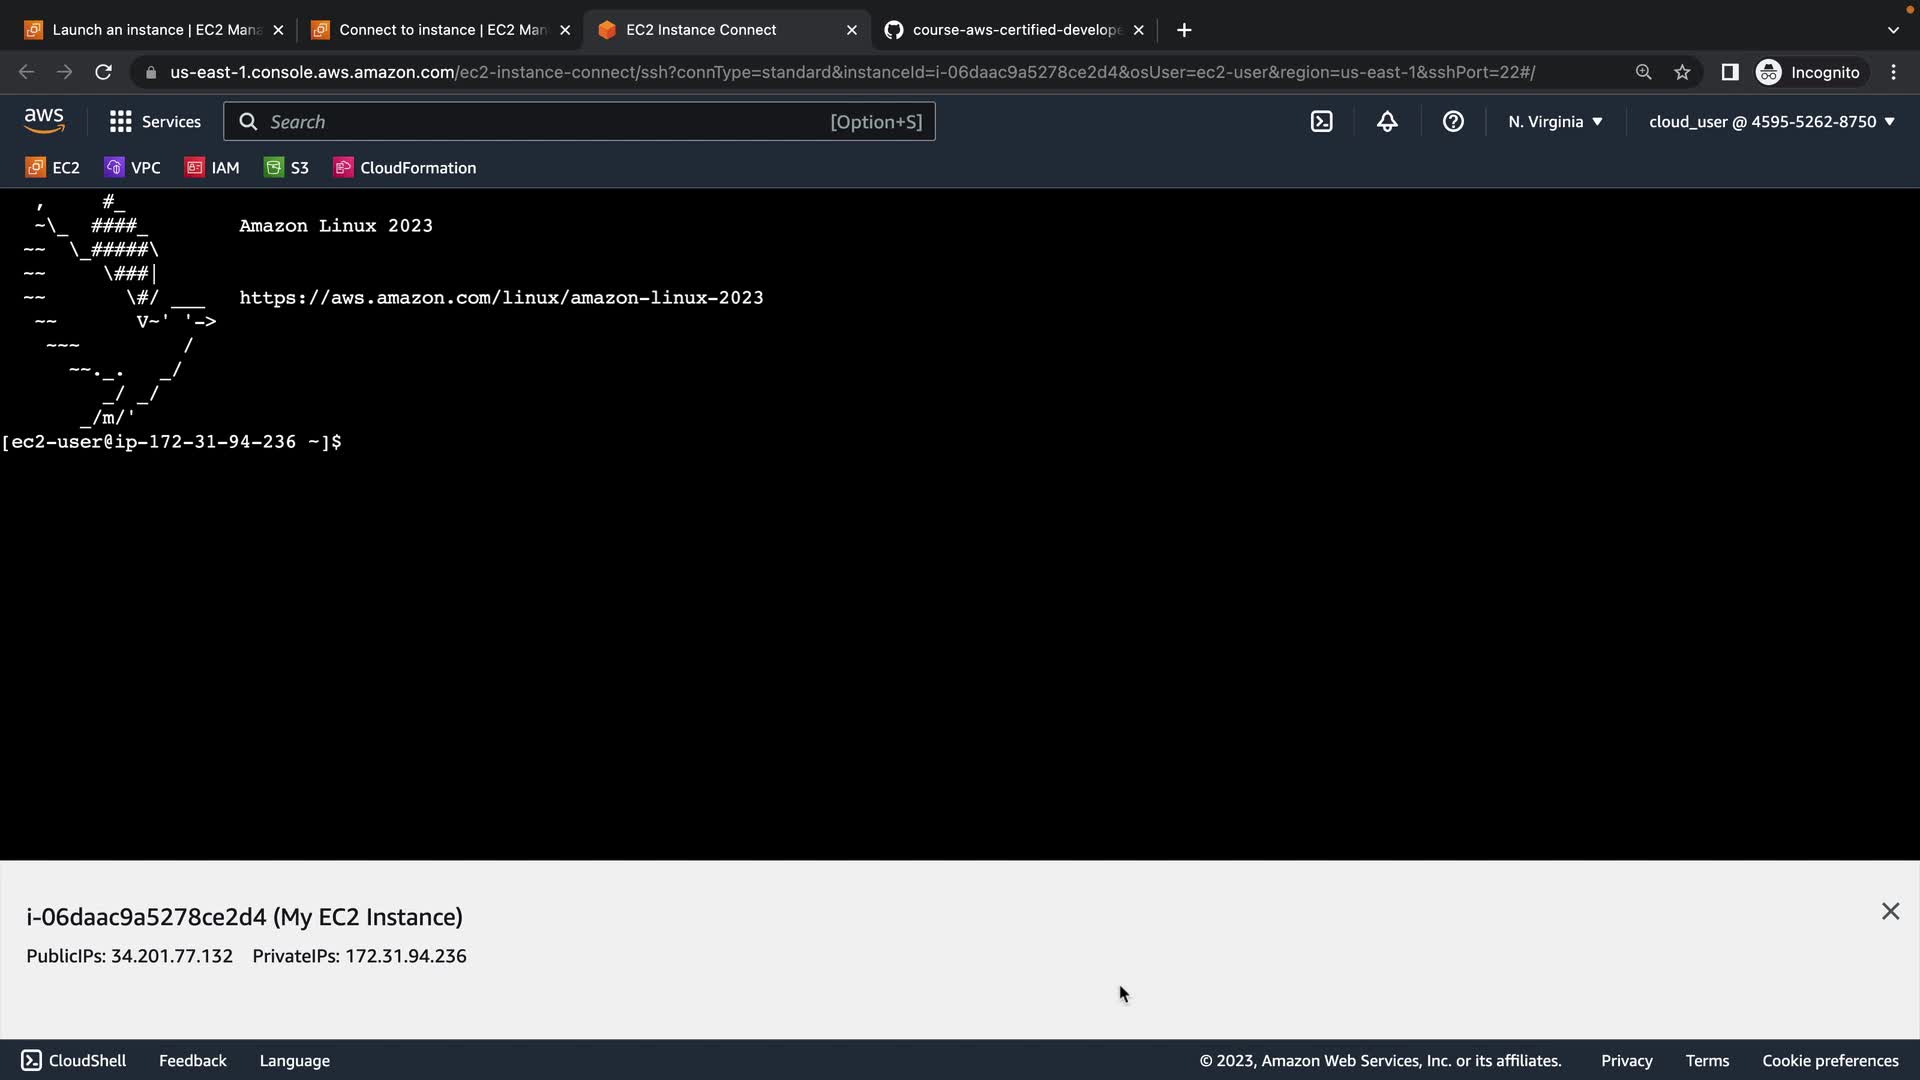 Launch an instance | EC2 Mana
Connect to instance | EC2 Man
EC2 Instance Connect
course-aws-certified-develope
us-east-1.console.aws.amazon.com/ec2-instance-connect/ssh?connType=standard&instanceId=i-06daac9a5278ce2d4&osUser=ec2-user&region=us-east-1&sshPort=22#/
Incognito
aws
Services
Search
[Option+S]
N. Virginia
cloud_user @ 4595-5262-8750
EC2
VPC
IAM
S3
CloudFormation
   ,     #_
   ~\_  ####_        Amazon Linux 2023
  ~~  \_#####\
  ~~     \###|
  ~~       \#/ ___   https://aws.amazon.com/linux/amazon-linux-2023
   ~~       V~' '->
    ~~~         /
      ~~._.   _/
         _/ _/
       _/m/'
[ec2-user@ip-172-31-94-236 ~]$
i-06daac9a5278ce2d4 (My EC2 Instance)
PublicIPs: 34.201.77.132 PrivateIPs: 172.31.94.236
CloudShell
Feedback
Language
© 2023, Amazon Web Services, Inc. or its affiliates.
Privacy
Terms
Cookie preferences